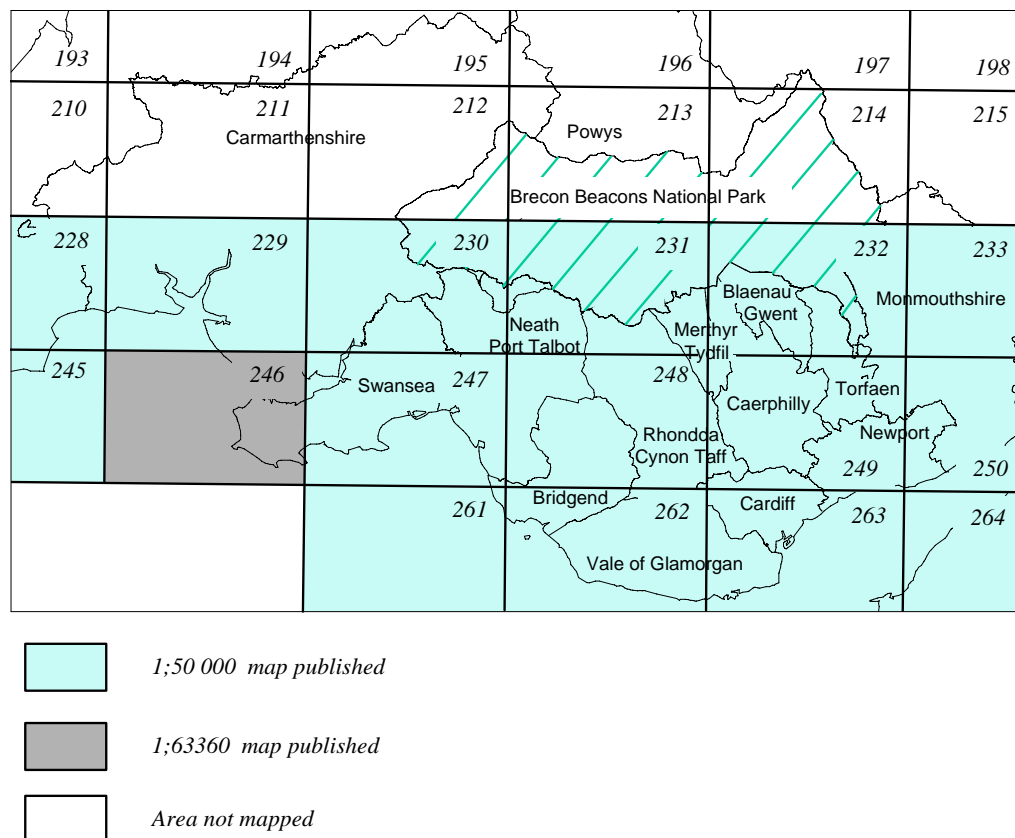 193 194 195 196 197 198
210 211 212 213 214 215
Carmarthenshire
Powys
Brecon Beacons National Park
228 229 230 231 232 233
Blaenau
Gwent
Monmouthshire
Neath
Port Talbot
Merthyr
Tydfil
245 246 247 248
Swansea
Caerphilly
Torfaen
Rhondda
Cynon Taff
Newport
249 250
Bridgend
Cardiff
261 262 263 264
Vale of Glamorgan
1;50 000 map published
1;63360 map published
Area not mapped